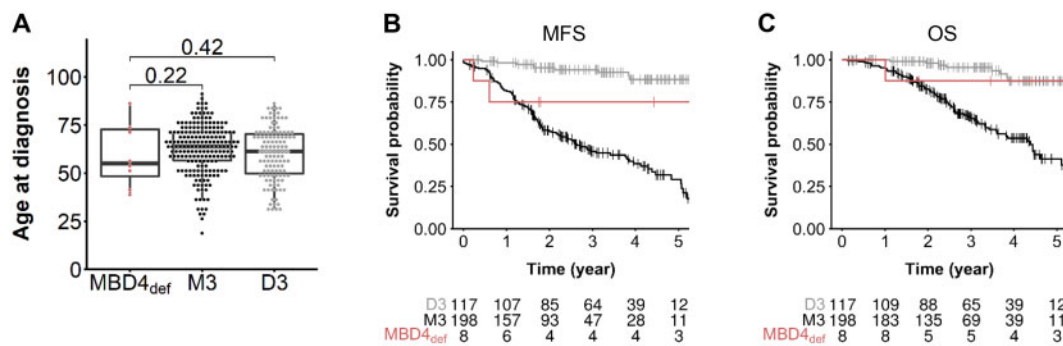 A
0.42
0.22
Age at diagnosis
100
75
50
25
0
MBD4def M3 D3
B
MFS
Survival probability
1.00
0.75
0.50
0.25
0.00
0 1 2 3 4 5
Time (year)
D3 117 107 85 64 39 12
M3 198 157 93 47 28 11
MBD4def 8 6 4 4 4 3
C
OS
Survival probability
1.00
0.75
0.50
0.25
0.00
0 1 2 3 4 5
Time (year)
D3 117 109 88 65 39 12
M3 198 183 135 69 39 11
MBD4def 8 8 5 5 4 3